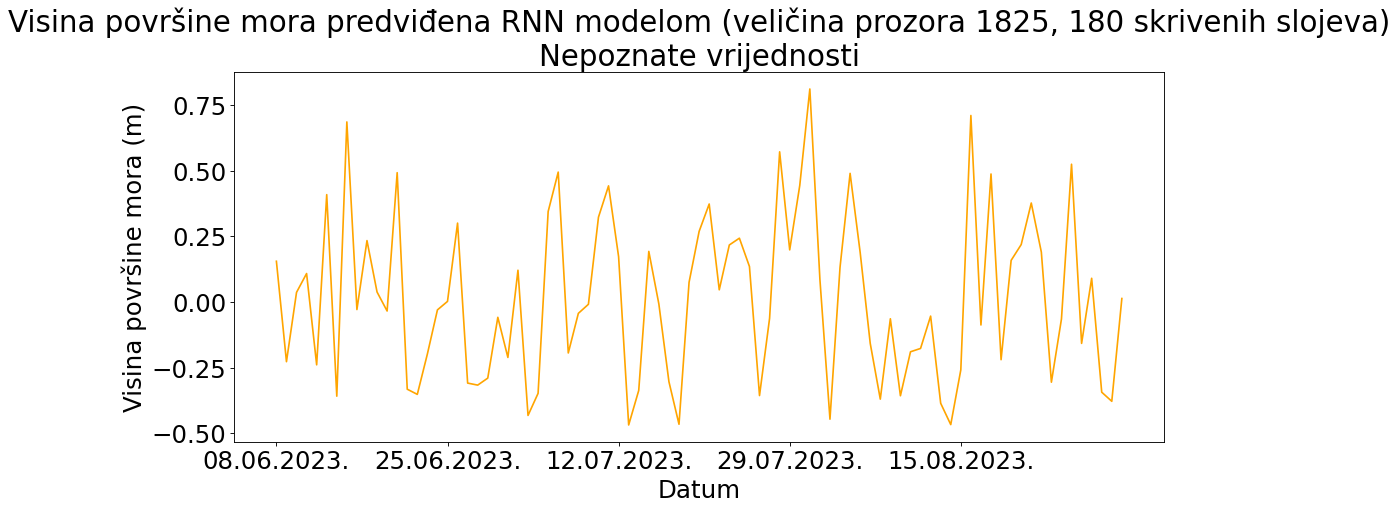 Visina površine mora predviđena RNN modelom (veličina prozora 1825, 180 skrivenih slojeva)
Nepoznate vrijednosti
Visina površine mora (m)
0.75
0.50
0.25
0.00
−0.25
−0.50
08.06.2023. 25.06.2023. 12.07.2023. 29.07.2023. 15.08.2023.
Datum